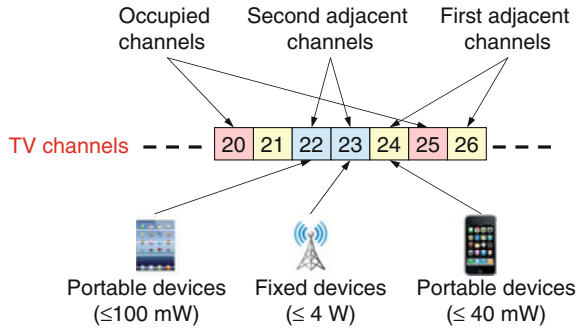 Occupied channels
Second adjacent channels
First adjacent channels
TV channels
20 21 22 23 24 25 26
Portable devices
(≤100 mW)
Fixed devices
(≤ 4 W)
Portable devices
(≤ 40 mW)